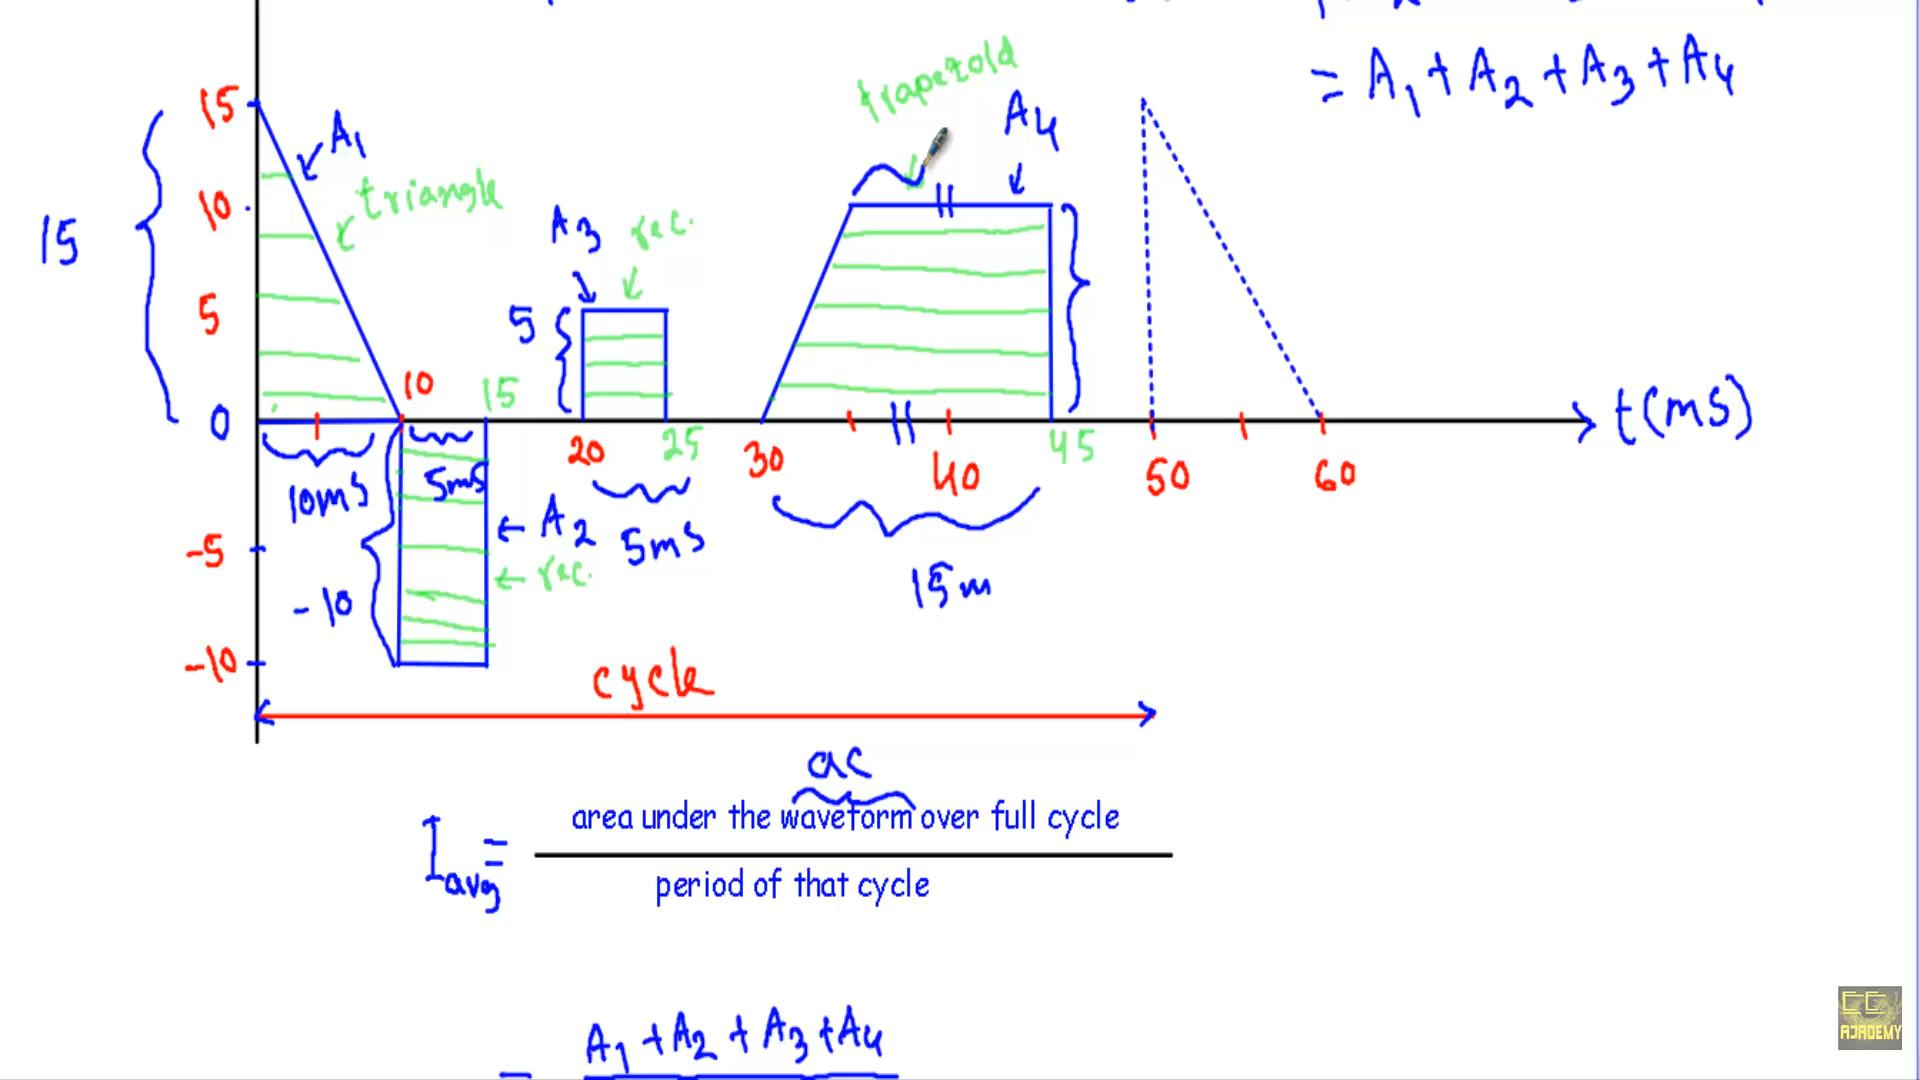 = A1 + A2 + A3 + A4
trapezoid
15
A1
A4
triangle
10
15
A3
rec.
5
5
10
15
0
t(ms)
20
25
30
40
45
50
60
10ms
5ms
A2
5ms
-5
rec.
15m
-10
-10
cycle
ac
area under the waveform over full cycle
Iavg =
period of that cycle
A1 + A2 + A3 + A4
=
EE
AJADEMY